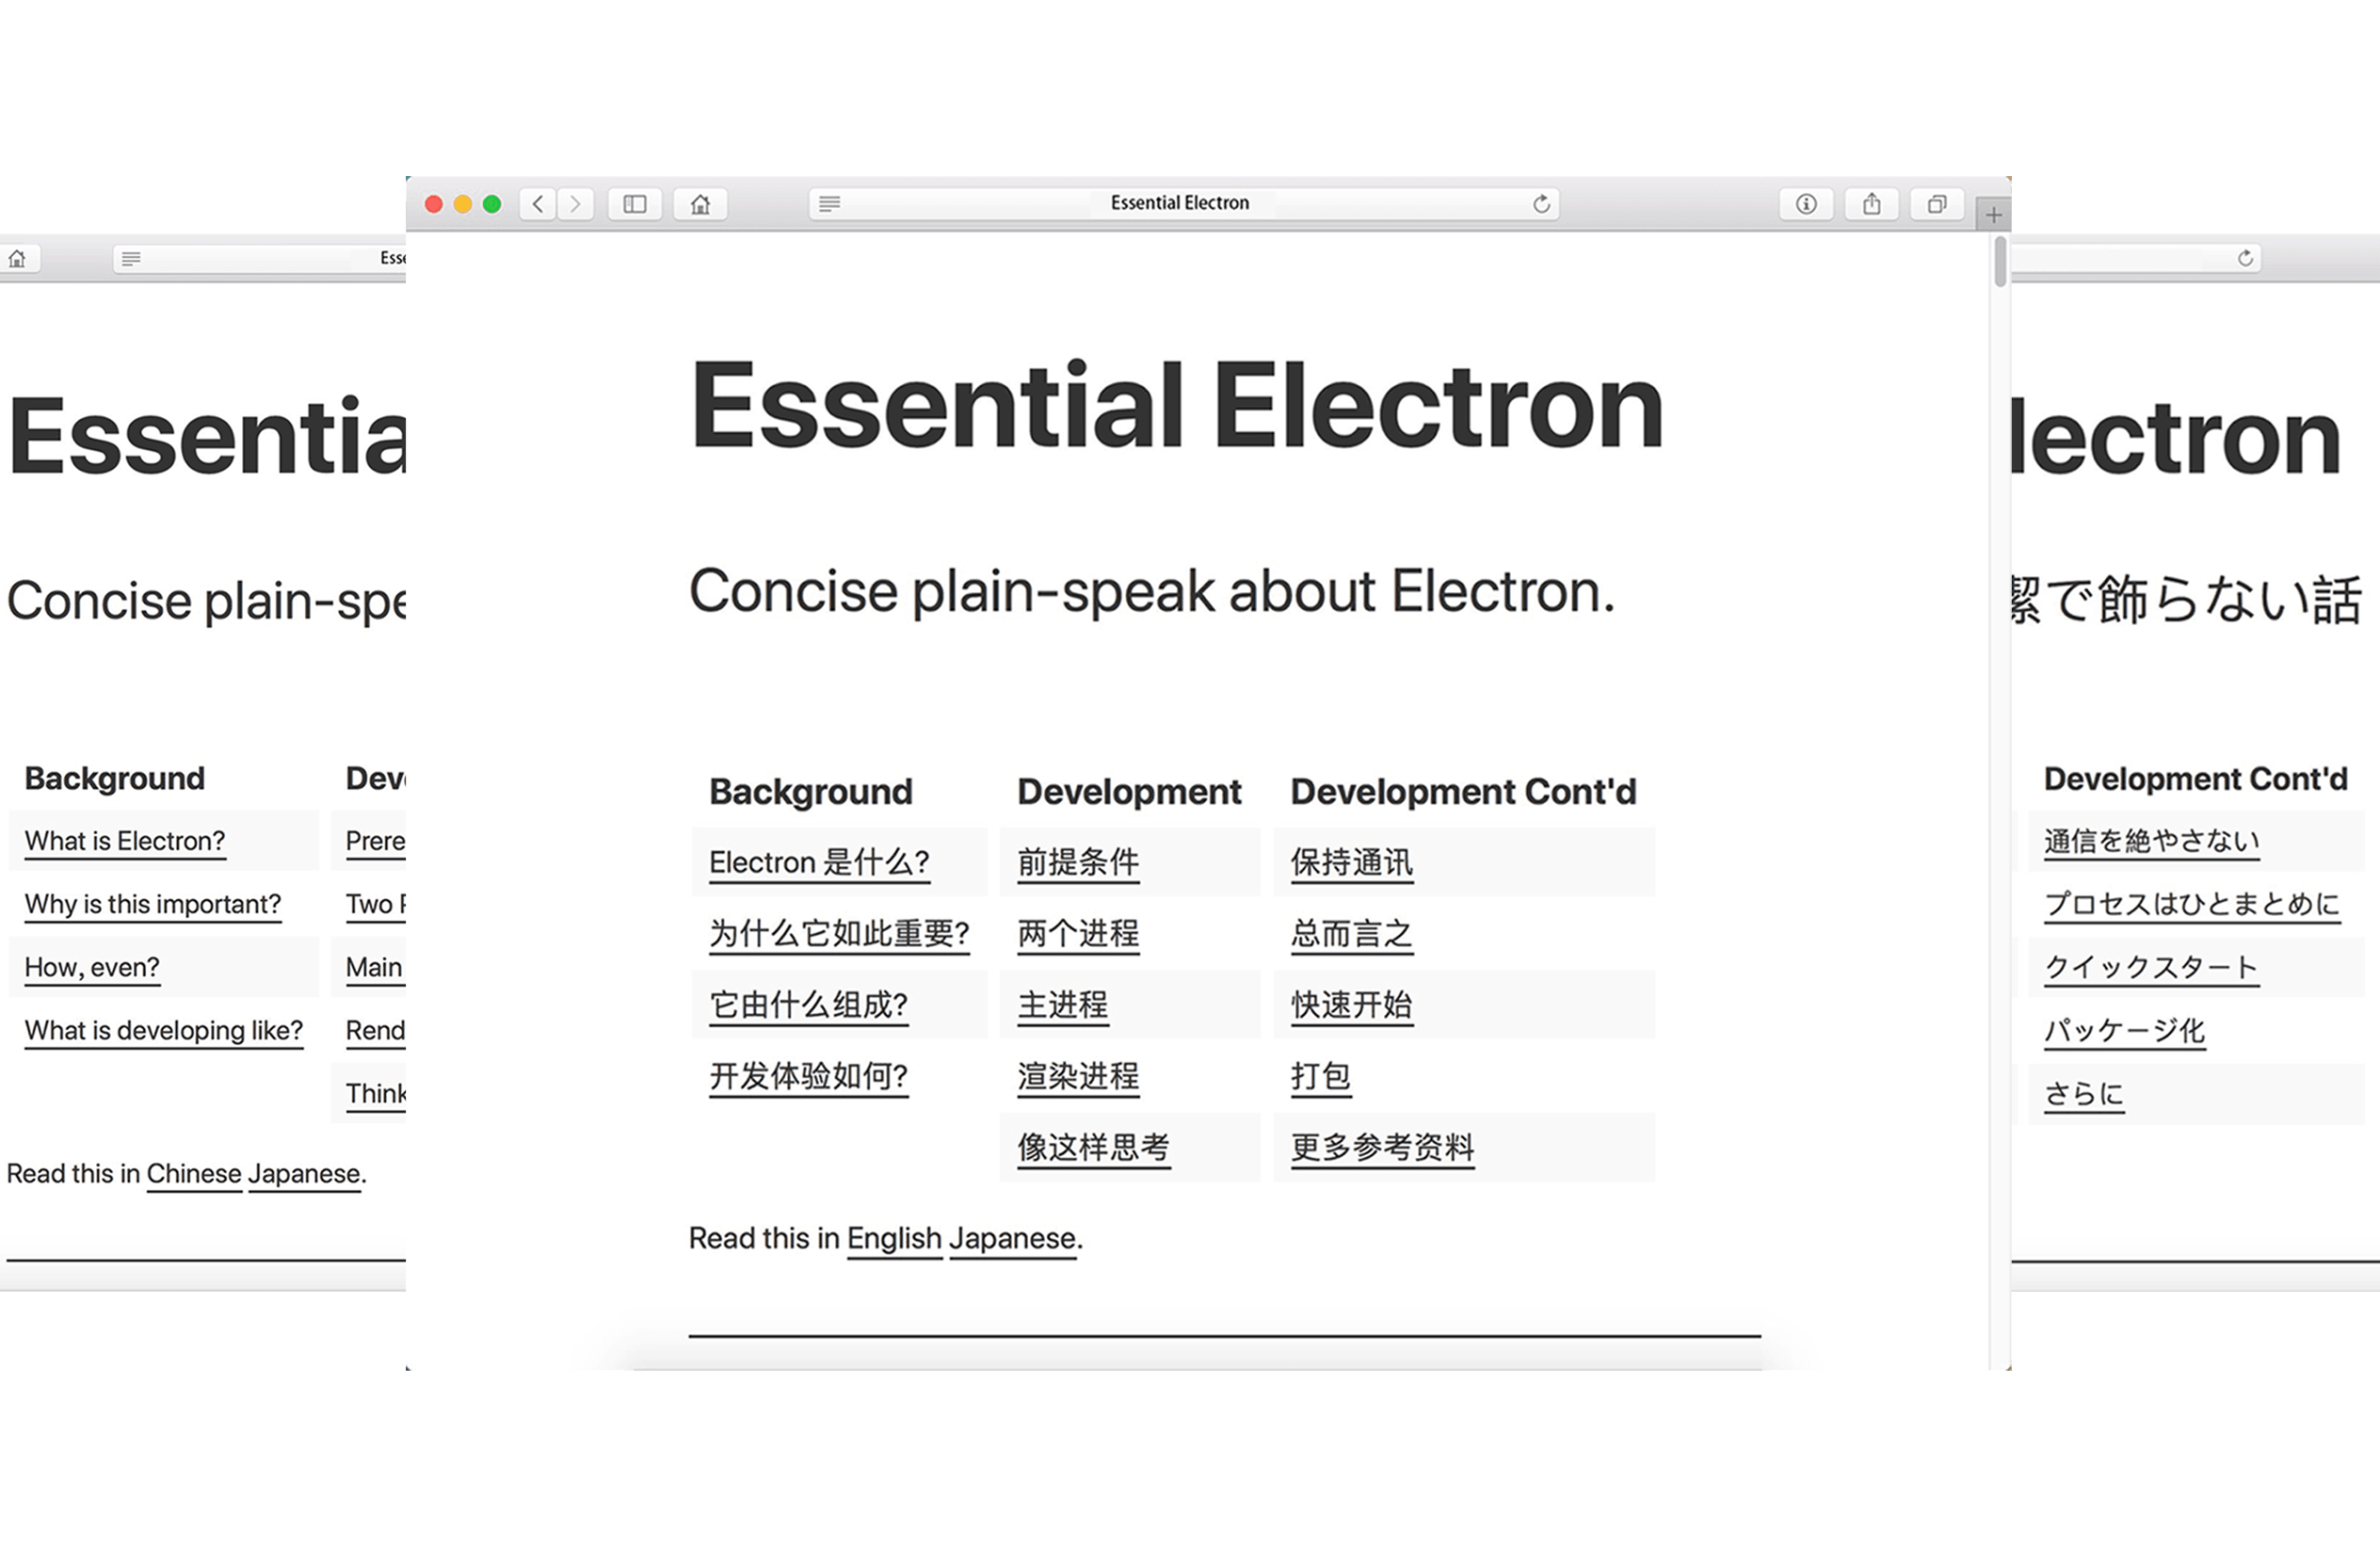 Essential Electron
Essential Electron
Concise plain-speak about Electron.
Background Development Development Cont'd
Electron 是什么? 前提条件 保持通讯
为什么它如此重要? 两个进程 总而言之
它由什么组成? 主进程 快速开始
开发体验如何? 渲染进程 打包
像这样思考 更多参考资料
Read this in English Japanese.
Esse
Essentia
Concise plain-spe
Background Deve
What is Electron? Prere
Why is this important? Two
How, even? Main
What is developing like? Rend
Think
Read this in Chinese Japanese.
lectron
潔で飾らない話
Development Cont'd
通信を絶やさない
プロセスはひとまとめに
クイックスタート
パッケージ化
さらに